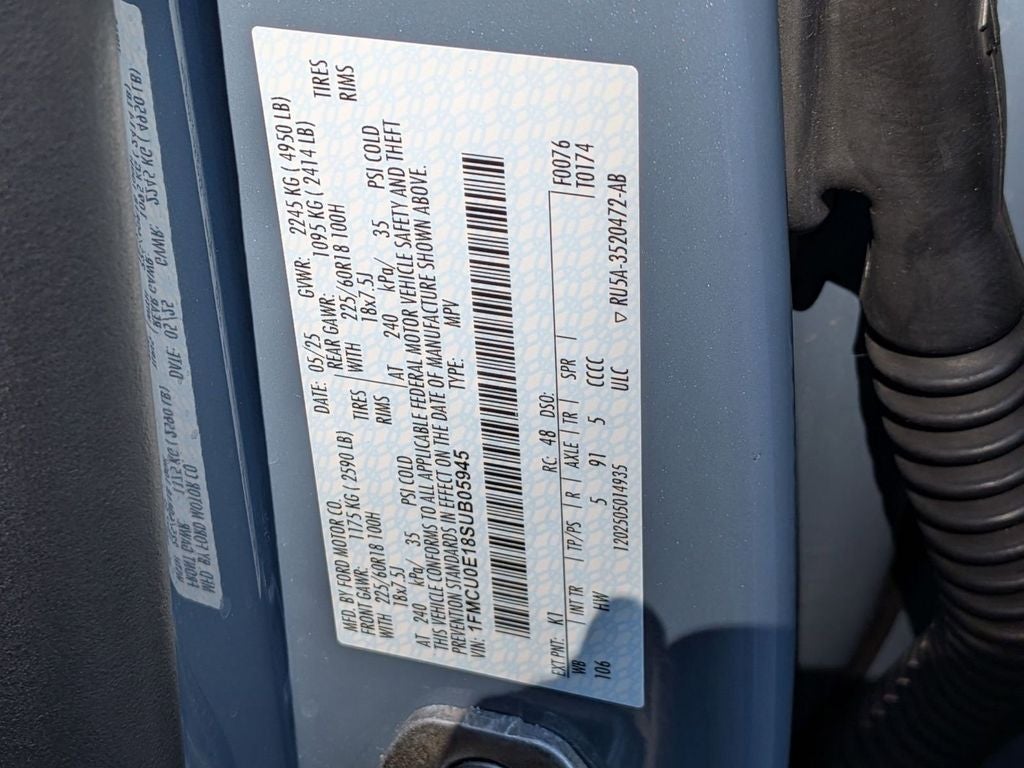 MFD. BY FORD MOTOR CO.
DATE: 05/25 GVWR: 2245 KG ( 4950 LB)
FRONT GAWR: 1175 KG ( 2590 LB) REAR GAWR: 1095 KG ( 2414 LB)
WITH 225/60R18 100H TIRES WITH 225/60R18 100H TIRES
18x7.5J RIMS 18x7.5J RIMS
AT 240 kPa/ 35 PSI COLD AT 240 kPa/ 35 PSI COLD
THIS VEHICLE CONFORMS TO ALL APPLICABLE FEDERAL MOTOR VEHICLE SAFETY AND THEFT
PREVENTION STANDARDS IN EFFECT ON THE DATE OF MANUFACTURE SHOWN ABOVE.
VIN: 1FMCU0E18SUB05945 TYPE: MPV
EXT PNT: K1 RC: 48 DSO: F0076
WB | INT TR | TP/PS | R | AXLE | TR | SPR | T0174
106 HW 5 91 5 CCCC
120250501493S ULC ▽ RU5A-3520472-AB